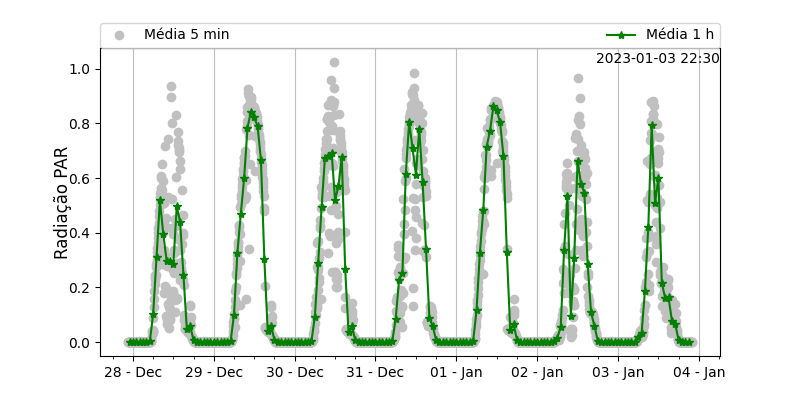 Média 5 min
Média 1 h
2023-01-03 22:30
Radiação PAR
1.0
0.8
0.6
0.4
0.2
0.0
28 - Dec
29 - Dec
30 - Dec
31 - Dec
01 - Jan
02 - Jan
03 - Jan
04 - Jan